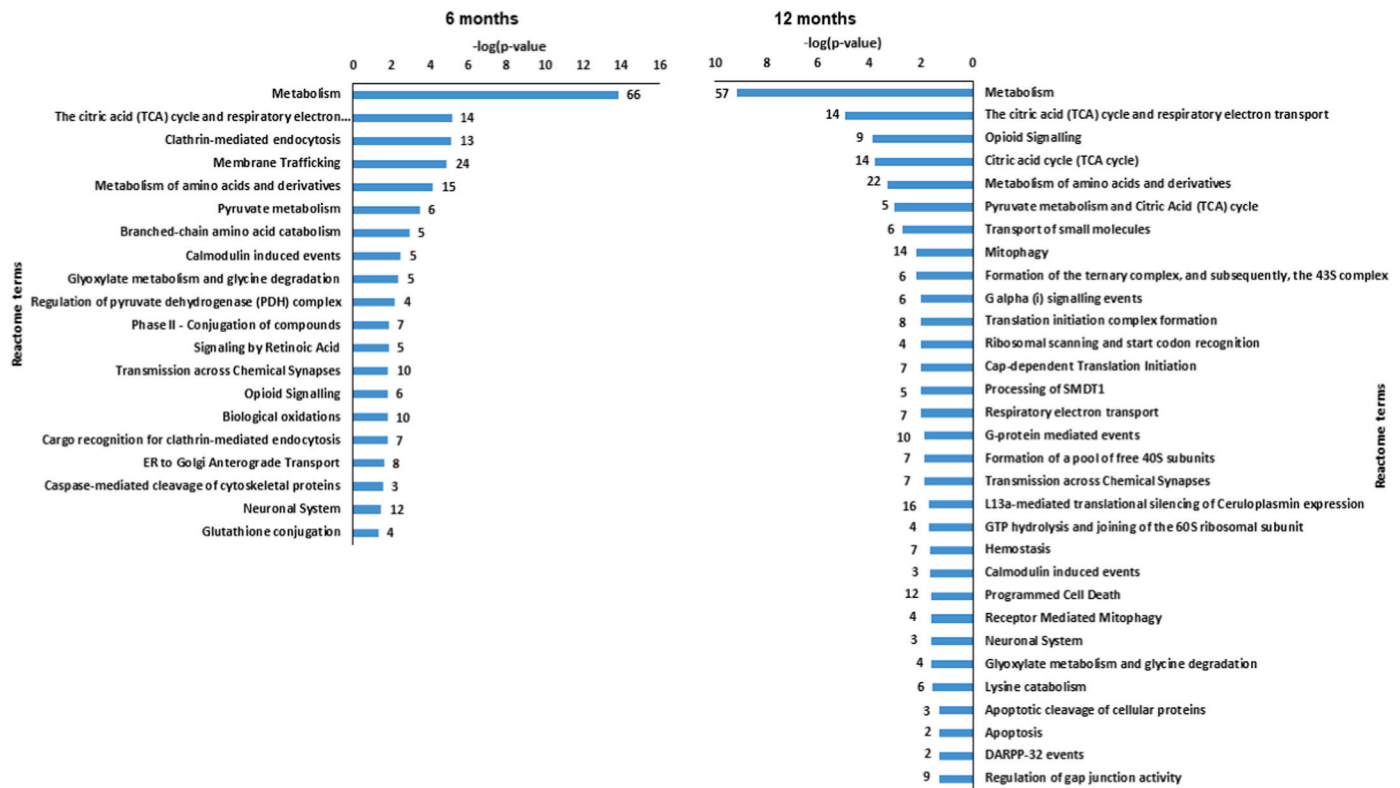 6 months
-log(p-value
0 2 4 6 8 10 12 14 16
Reactome terms
Metabolism 66
The citric acid (TCA) cycle and respiratory electron... 14
Clathrin-mediated endocytosis 13
Membrane Trafficking 24
Metabolism of amino acids and derivatives 15
Pyruvate metabolism 6
Branched-chain amino acid catabolism 5
Calmodulin induced events 5
Glyoxylate metabolism and glycine degradation 5
Regulation of pyruvate dehydrogenase (PDH) complex 4
Phase II - Conjugation of compounds 7
Signaling by Retinoic Acid 5
Transmission across Chemical Synapses 10
Opioid Signalling 6
Biological oxidations 10
Cargo recognition for clathrin-mediated endocytosis 7
ER to Golgi Anterograde Transport 8
Caspase-mediated cleavage of cytoskeletal proteins 3
Neuronal System 12
Glutathione conjugation 4
12 months
-log(p-value)
10 8 6 4 2 0
57 Metabolism
14 The citric acid (TCA) cycle and respiratory electron transport
9 Opioid Signalling
14 Citric acid cycle (TCA cycle)
22 Metabolism of amino acids and derivatives
5 Pyruvate metabolism and Citric Acid (TCA) cycle
6 Transport of small molecules
14 Mitophagy
6 Formation of the ternary complex, and subsequently, the 43S complex
6 G alpha (i) signalling events
8 Translation initiation complex formation
4 Ribosomal scanning and start codon recognition
7 Cap-dependent Translation Initiation
5 Processing of SMDT1
7 Respiratory electron transport
10 G-protein mediated events
7 Formation of a pool of free 40S subunits
7 Transmission across Chemical Synapses
16 L13a-mediated translational silencing of Ceruloplasmin expression
4 GTP hydrolysis and joining of the 60S ribosomal subunit
7 Hemostasis
3 Calmodulin induced events
12 Programmed Cell Death
4 Receptor Mediated Mitophagy
3 Neuronal System
4 Glyoxylate metabolism and glycine degradation
6 Lysine catabolism
3 Apoptotic cleavage of cellular proteins
2 Apoptosis
2 DARPP-32 events
9 Regulation of gap junction activity
Reactome terms